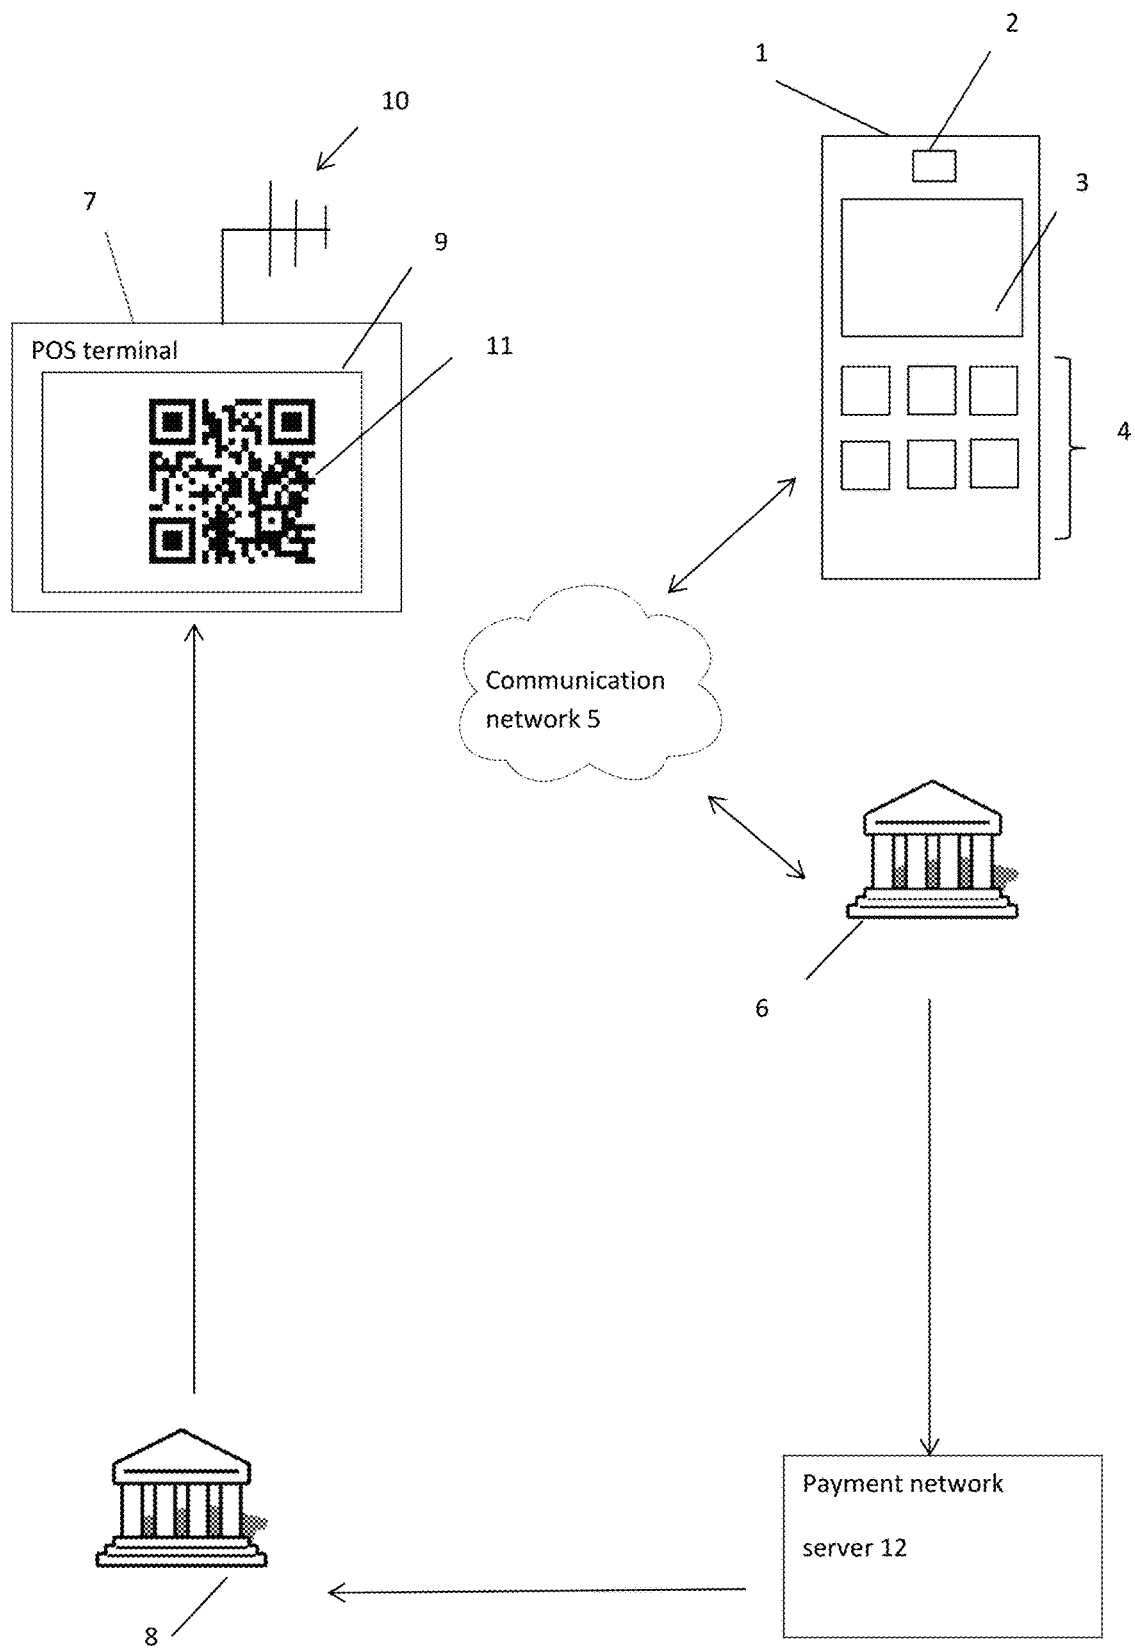 2
1
10
3
7
9
POS terminal
11
4
Communication
network 5
6
Payment network
server 12
8